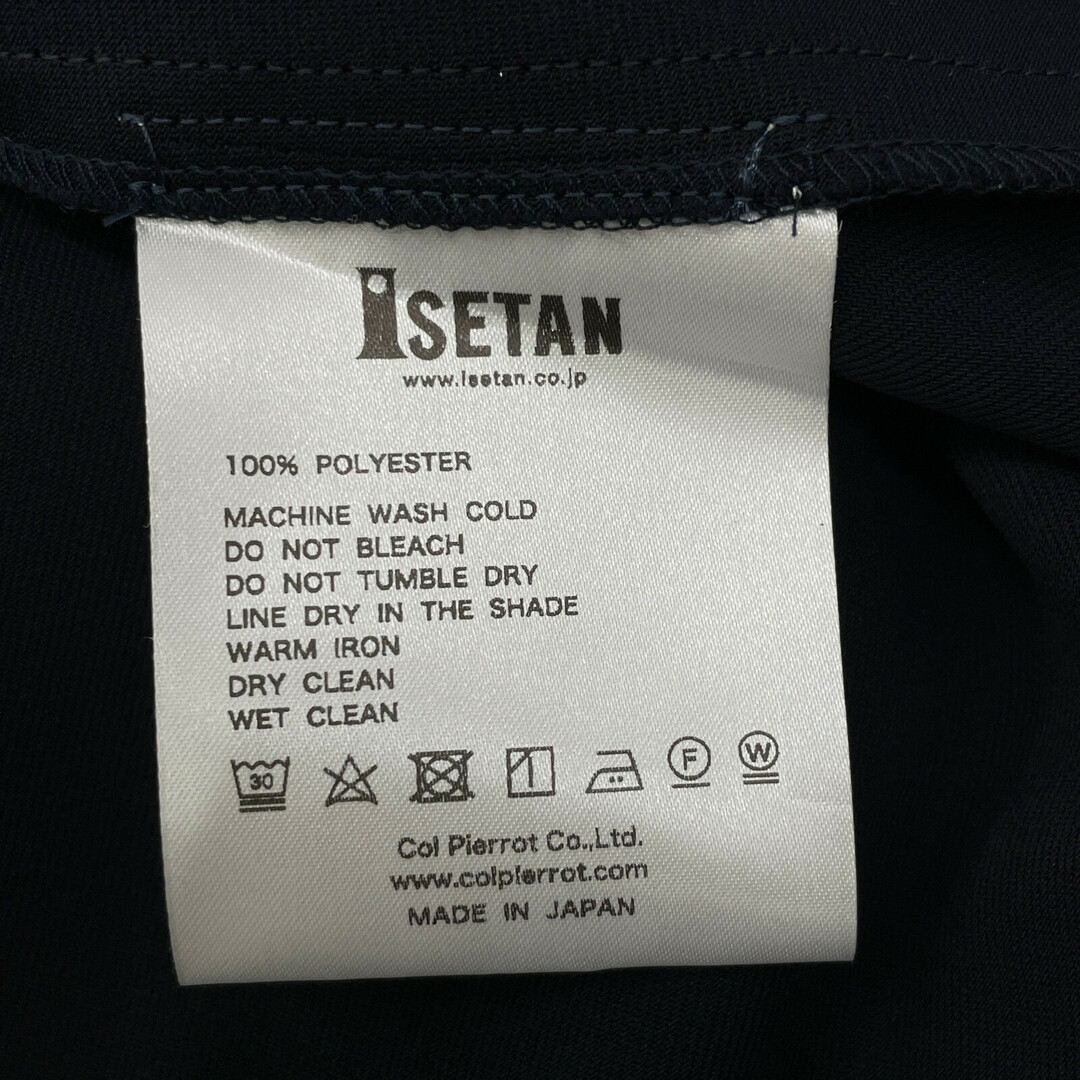 ISETAN
www.isetan.co.jp
100% POLYESTER
MACHINE WASH COLD
DO NOT BLEACH
DO NOT TUMBLE DRY
LINE DRY IN THE SHADE
WARM IRON
DRY CLEAN
WET CLEAN
30 F W
Col Pierrot Co.,Ltd.
www.colpierrot.com
MADE IN JAPAN